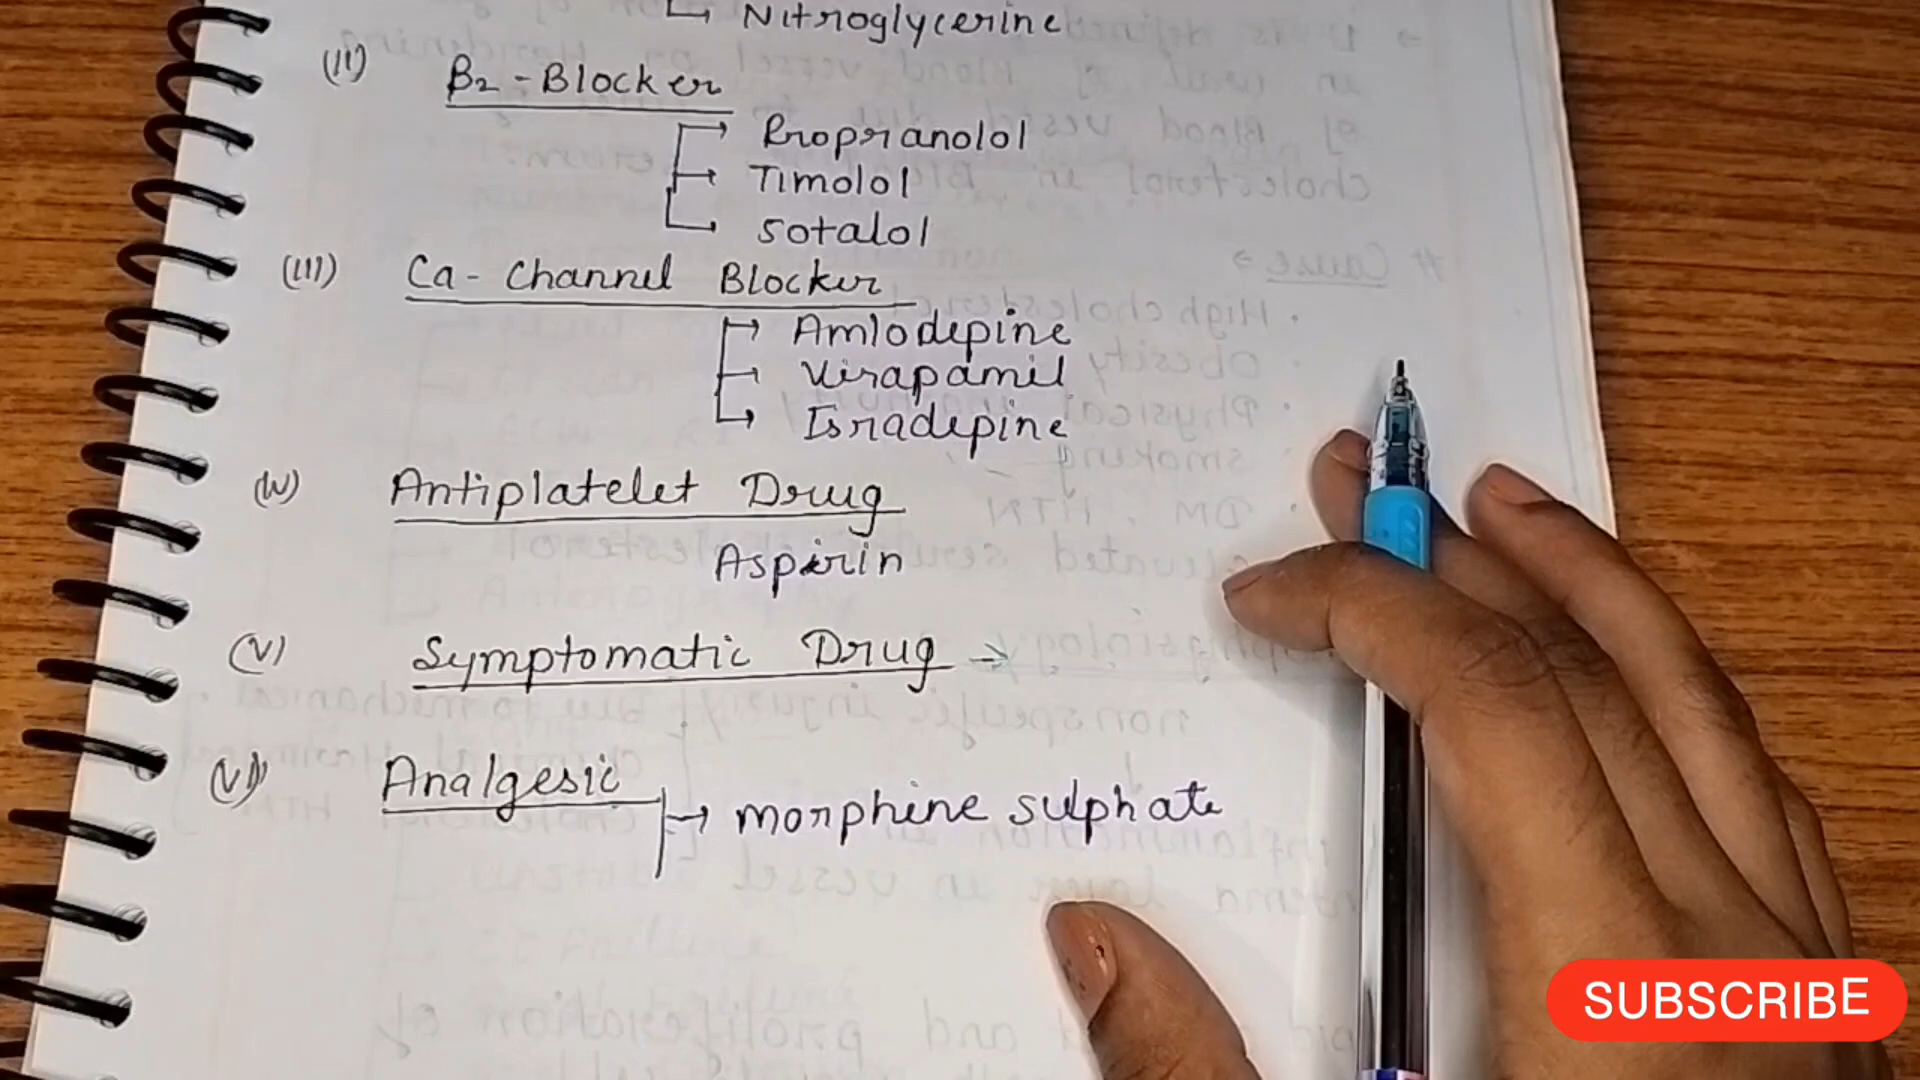 Nitroglycerine
(II) β2 - Blocker
Propranolol
Timolol
Sotalol
(III) Ca - Channel Blocker
Amlodepine
Virapamil
Isradepine
(IV) Antiplatelet Drug
Aspirin
(V) Symptomatic Drug →
(VI) Analgesic
→ morphine sulphate
SUBSCRIBE